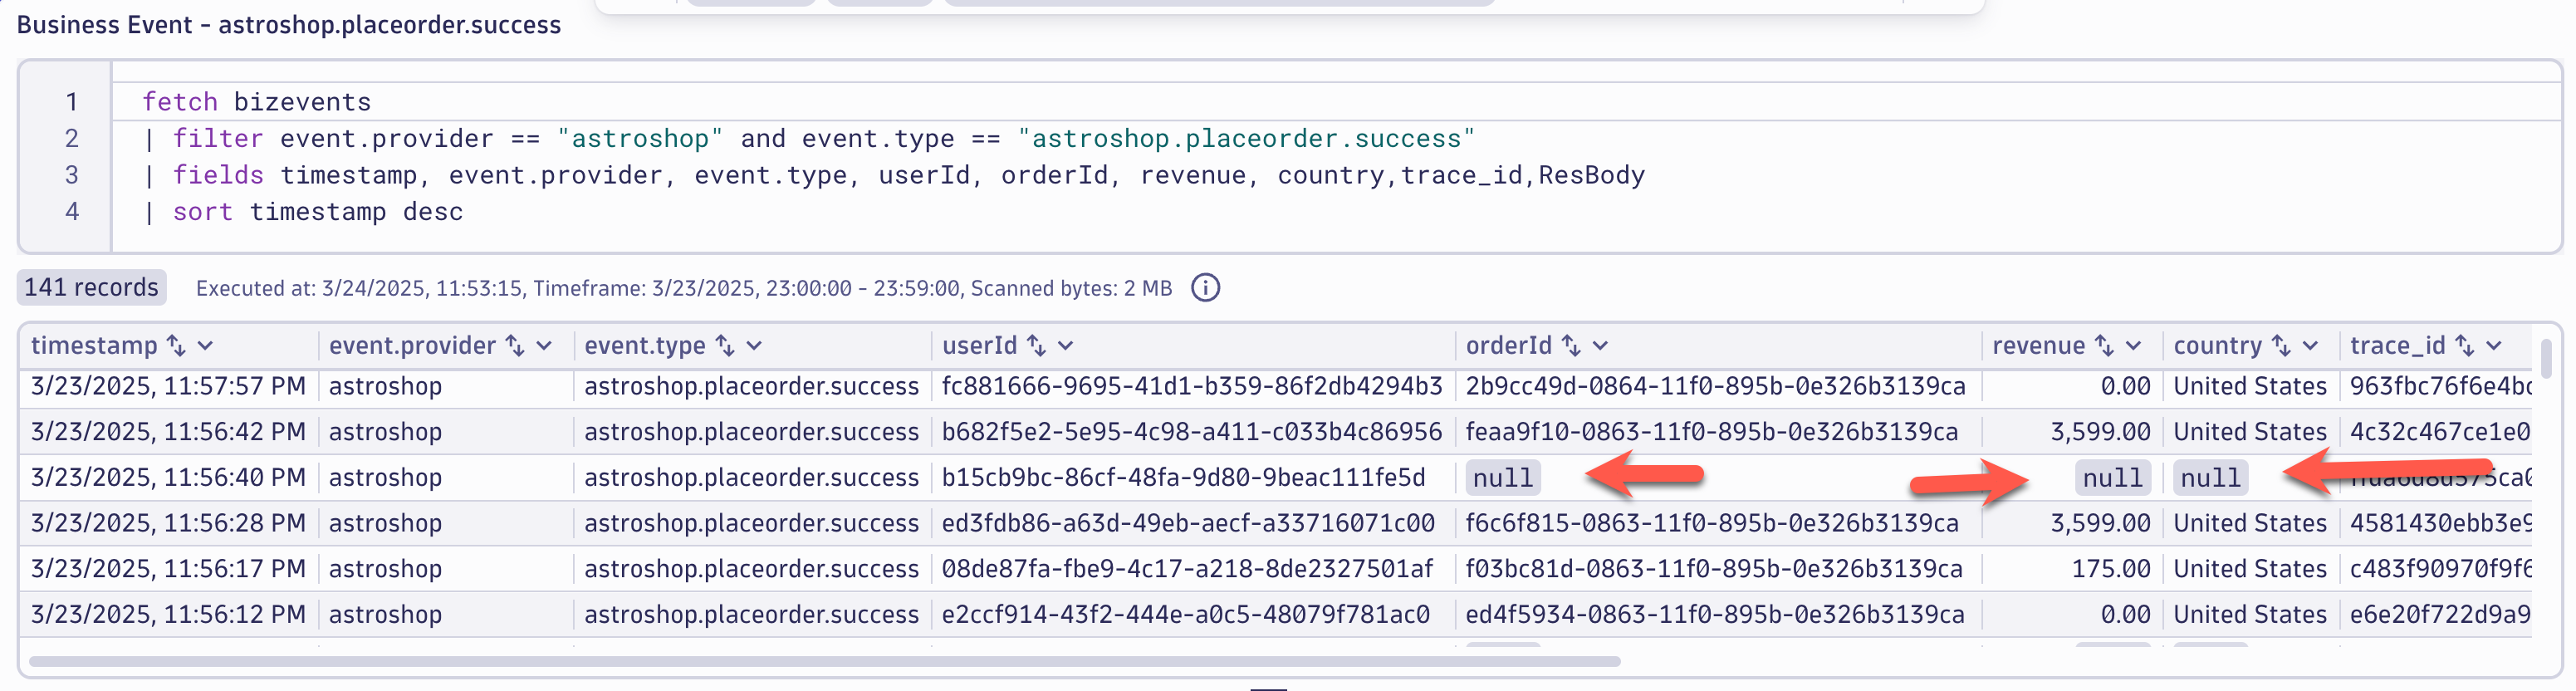 Business Event - astroshop.placeorder.success
1 fetch bizevents
2 | filter event.provider == "astroshop" and event.type == "astroshop.placeorder.success"
3 | fields timestamp, event.provider, event.type, userId, orderId, revenue, country,trace_id,ResBody
4 | sort timestamp desc
141 records Executed at: 3/24/2025, 11:53:15, Timeframe: 3/23/2025, 23:00:00 - 23:59:00, Scanned bytes: 2 MB
timestamp event.provider event.type userId orderId revenue country trace_id
3/23/2025, 11:57:57 PM astroshop astroshop.placeorder.success fc881666-9695-41d1-b359-86f2db4294b3 2b9cc49d-0864-11f0-895b-0e326b3139ca 0.00 United States 963fbc76f6e4bc
3/23/2025, 11:56:42 PM astroshop astroshop.placeorder.success b682f5e2-5e95-4c98-a411-c033b4c86956 feaa9f10-0863-11f0-895b-0e326b3139ca 3,599.00 United States 4c32c467ce1e0
3/23/2025, 11:56:40 PM astroshop astroshop.placeorder.success b15cb9bc-86cf-48fa-9d80-9beac111fe5d null null null
3/23/2025, 11:56:28 PM astroshop astroshop.placeorder.success ed3fdb86-a63d-49eb-aecf-a33716071c00 f6c6f815-0863-11f0-895b-0e326b3139ca 3,599.00 United States 4581430ebb3e9
3/23/2025, 11:56:17 PM astroshop astroshop.placeorder.success 08de87fa-fbe9-4c17-a218-8de2327501af f03bc81d-0863-11f0-895b-0e326b3139ca 175.00 United States c483f90970f9f6
3/23/2025, 11:56:12 PM astroshop astroshop.placeorder.success e2ccf914-43f2-444e-a0c5-48079f781ac0 ed4f5934-0863-11f0-895b-0e326b3139ca 0.00 United States e6e20f722d9a9